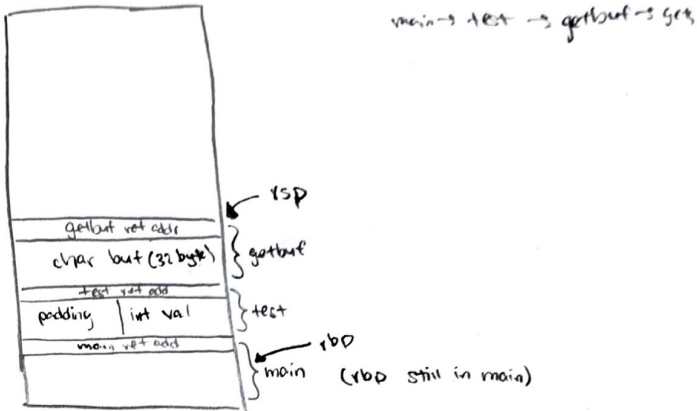 main → test → getbuf → gets
rsp
getbuf ret addr
char buf (32 byte)
getbuf
test ret add
padding | int val
test
main ret add
rbp
main (rbp still in main)